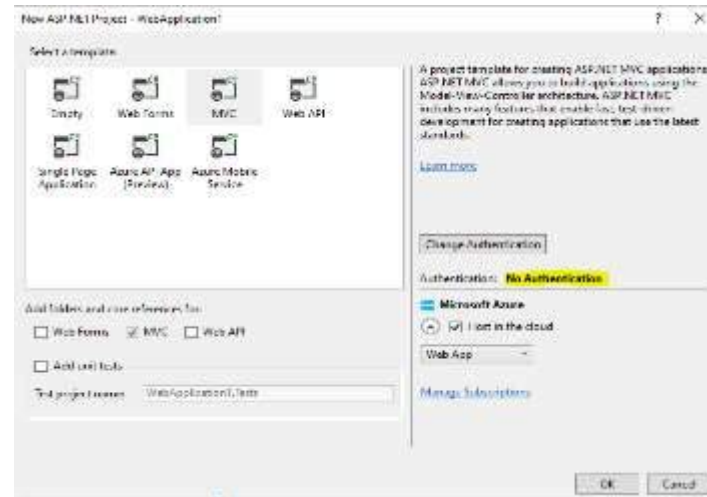 New ASP.NET Project - WebApplication1
? X
Select a template:
Empty
Web Forms
MVC
Web API
Single Page
Application
Azure API App
(Preview)
Azure Mobile
Service
A project template for creating ASP.NET MVC applications.
ASP.NET MVC allows you to build applications using the
Model-View-Controller architecture. ASP.NET MVC
includes many features that enable fast, test-driven
development for creating applications that use the latest
standards.
Learn more
Change Authentication
Authentication: No Authentication
Microsoft Azure
Host in the cloud
Web App
Manage Subscriptions
Add folders and core references for:
Web Forms
MVC
Web API
Add unit tests
Test project name:
WebApplication1.Tests
OK
Cancel